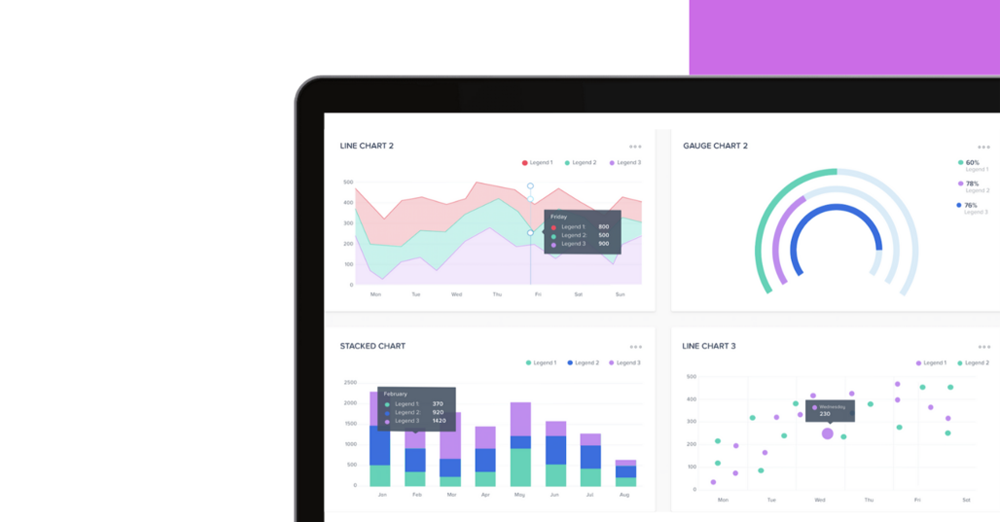 LINE CHART 2
Legend 1 Legend 2 Legend 3
500
400
300
200
100
0
Friday
Legend 1 800
Legend 2 500
Legend 3 900
Mon Tue Wed Thu Fri Sat Sun
GAUGE CHART 2
60%
Legend 1
78%
Legend 2
76%
Legend 3
STACKED CHART
Legend 1 Legend 2 Legend 3
2500
2000
1500
1000
500
0
February
Legend 1 370
Legend 2 920
Legend 3 1420
Jan Feb Mar Apr May Jun Jul Aug
LINE CHART 3
Legend 1 Legend 2
500
400
300
200
100
0
Wednesday
230
Mon Tue Wed Thu Fri Sat